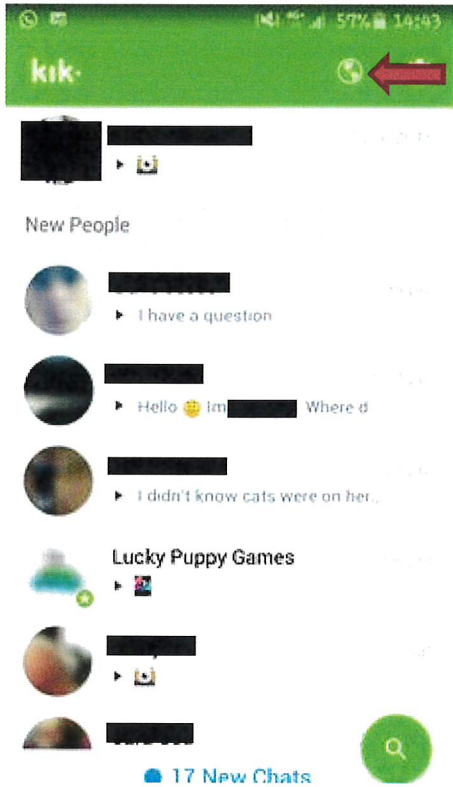 57% 14:43
kik·
New People
I have a question
Hello Im Where d
I didn't know cats were on her...
Lucky Puppy Games
17 New Chats